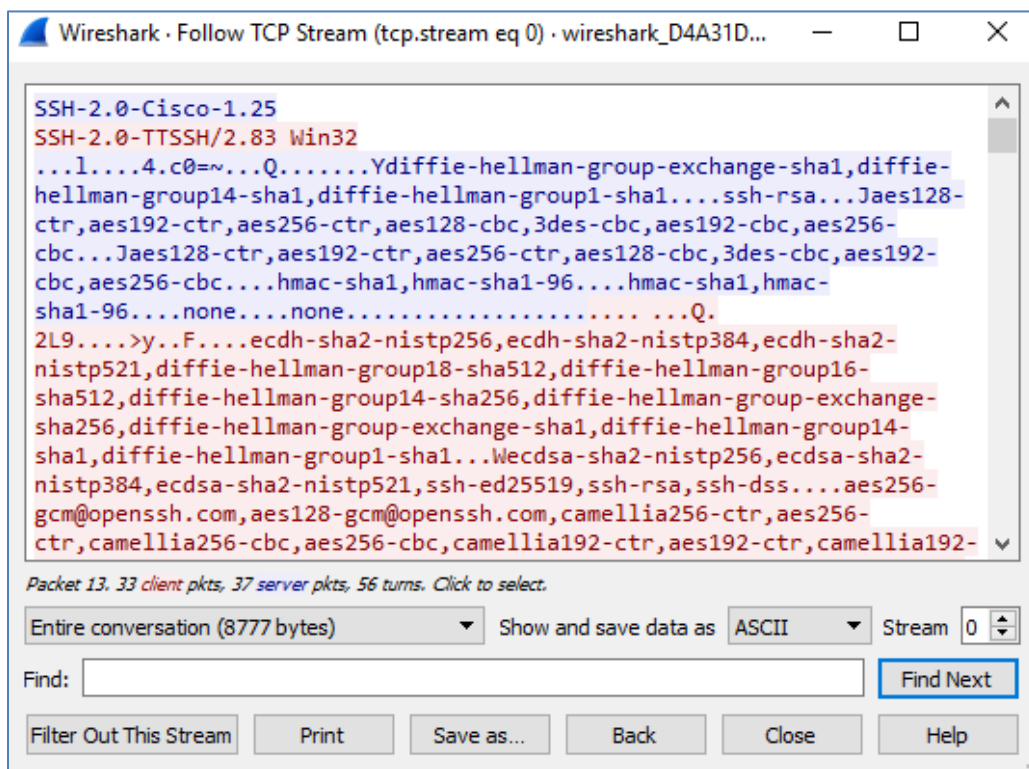 Wireshark · Follow TCP Stream (tcp.stream eq 0) · wireshark_D4A31D...
SSH-2.0-Cisco-1.25
SSH-2.0-TTSSH/2.83 Win32
...l....4.c0=~...Q.......Ydiffie-hellman-group-exchange-sha1,diffie-
hellman-group14-sha1,diffie-hellman-group1-sha1....ssh-rsa...Jaes128-
ctr,aes192-ctr,aes256-ctr,aes128-cbc,3des-cbc,aes192-cbc,aes256-
cbc...Jaes128-ctr,aes192-ctr,aes256-ctr,aes128-cbc,3des-cbc,aes192-
cbc,aes256-cbc....hmac-sha1,hmac-sha1-96....hmac-sha1,hmac-
sha1-96....none....none......................... ...Q.
2L9....>y..F....ecdh-sha2-nistp256,ecdh-sha2-nistp384,ecdh-sha2-
nistp521,diffie-hellman-group18-sha512,diffie-hellman-group16-
sha512,diffie-hellman-group14-sha256,diffie-hellman-group-exchange-
sha256,diffie-hellman-group-exchange-sha1,diffie-hellman-group14-
sha1,diffie-hellman-group1-sha1...Wecdsa-sha2-nistp256,ecdsa-sha2-
nistp384,ecdsa-sha2-nistp521,ssh-ed25519,ssh-rsa,ssh-dss....aes256-
gcm@openssh.com,aes128-gcm@openssh.com,camellia256-ctr,aes256-
ctr,camellia256-cbc,aes256-cbc,camellia192-ctr,aes192-ctr,camellia192-
Packet 13. 33 client pkts, 37 server pkts, 56 turns. Click to select.
Entire conversation (8777 bytes) Show and save data as ASCII Stream 0
Find: Find Next
Filter Out This Stream Print Save as... Back Close Help